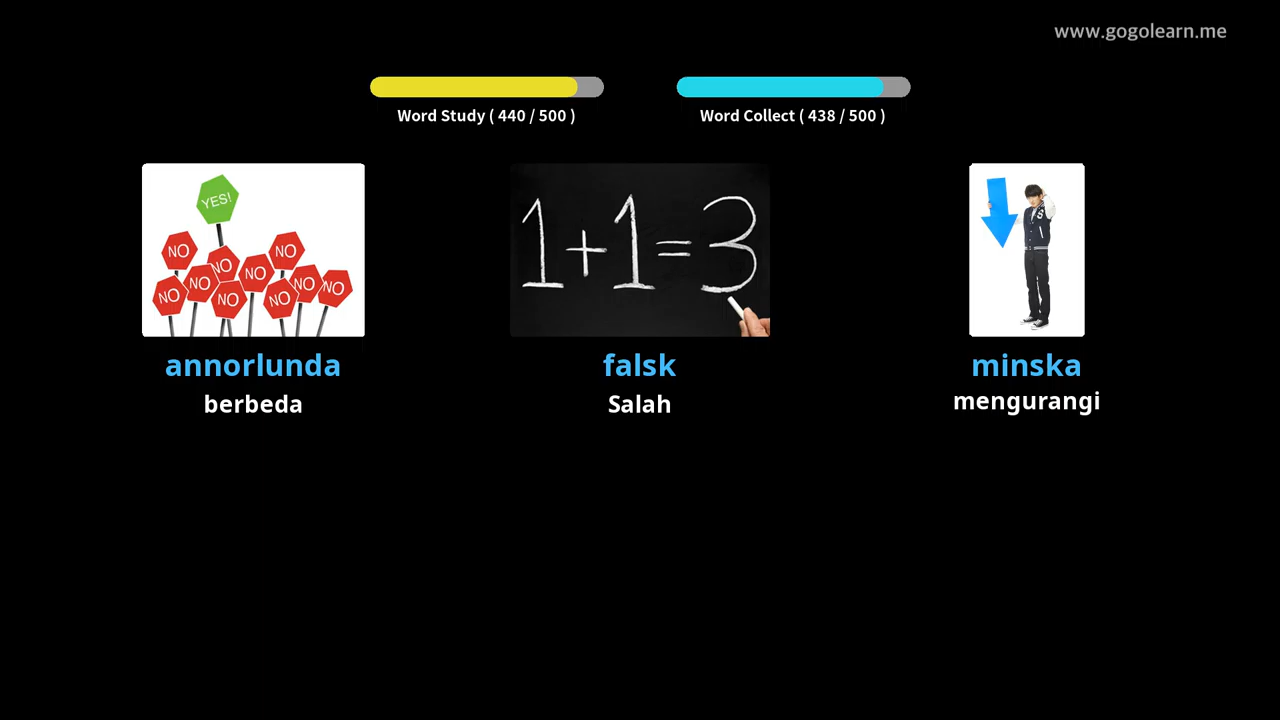 www.gogolearn.me
Word Study ( 440 / 500 )
Word Collect ( 438 / 500 )
YES!
NO
NO
NO
NO
NO
NO
NO
NO
NO
NO
1+1=3
S
annorlunda
falsk
minska
berbeda
Salah
mengurangi